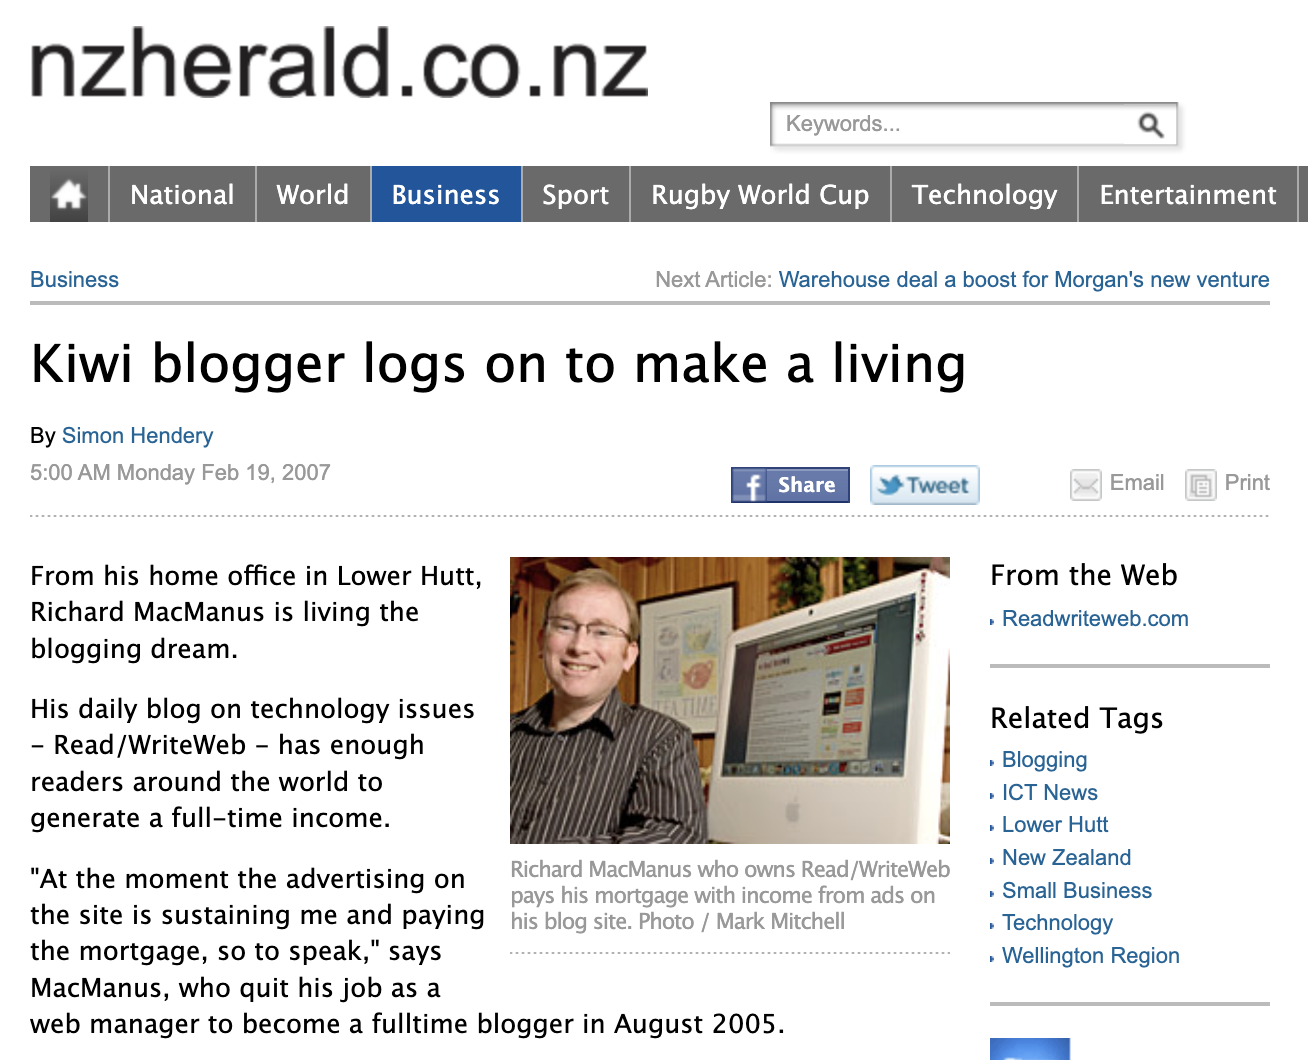 nzherald.co.nz
Keywords...
National
World
Business
Sport
Rugby World Cup
Technology
Entertainment
Business
Next Article: Warehouse deal a boost for Morgan's new venture
Kiwi blogger logs on to make a living
By Simon Hendery
5:00 AM Monday Feb 19, 2007
Share
Tweet
Email
Print
From his home office in Lower Hutt,
Richard MacManus is living the
blogging dream.
His daily blog on technology issues
– Read/WriteWeb – has enough
readers around the world to
generate a full-time income.
"At the moment the advertising on
the site is sustaining me and paying
the mortgage, so to speak," says
MacManus, who quit his job as a
web manager to become a fulltime blogger in August 2005.
TEA TIME
Richard MacManus who owns Read/WriteWeb
pays his mortgage with income from ads on
his blog site. Photo / Mark Mitchell
From the Web
Readwriteweb.com
Related Tags
Blogging
ICT News
Lower Hutt
New Zealand
Small Business
Technology
Wellington Region